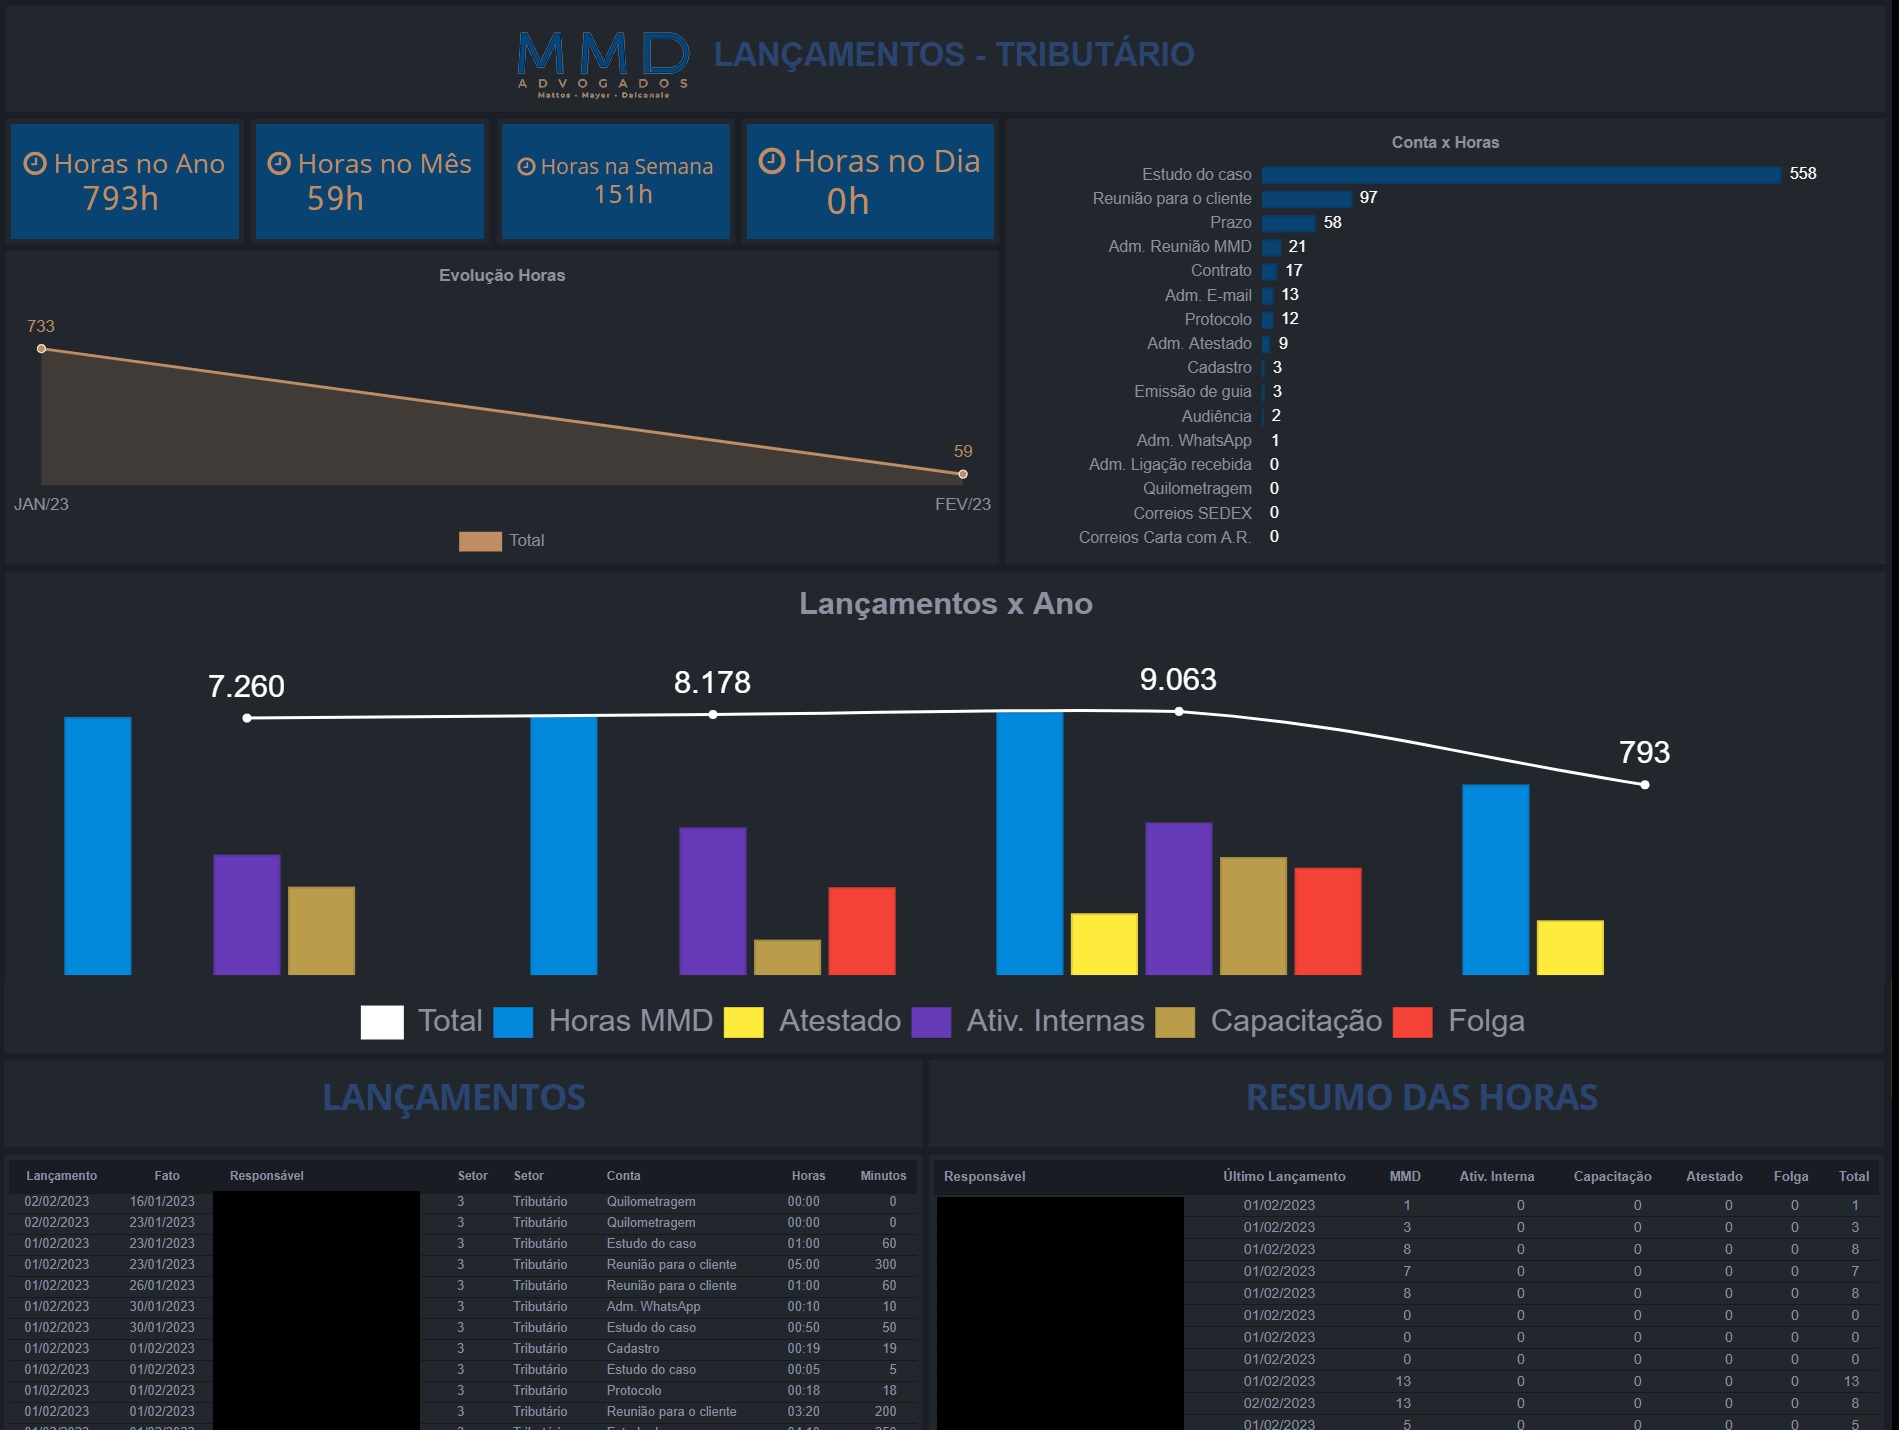 MMD
ADVOGADOS
Mattos • Mayer • Dalcanale
LANÇAMENTOS - TRIBUTÁRIO
Horas no Ano
793h
Horas no Mês
59h
Horas na Semana
151h
Horas no Dia
0h
Evolução Horas
733
59
JAN/23 FEV/23
Total
Conta x Horas
Estudo do caso 558
Reunião para o cliente 97
Prazo 58
Adm. Reunião MMD 21
Contrato 17
Adm. E-mail 13
Protocolo 12
Adm. Atestado 9
Cadastro 3
Emissão de guia 3
Audiência 2
Adm. WhatsApp 1
Adm. Ligação recebida 0
Quilometragem 0
Correios SEDEX 0
Correios Carta com A.R. 0
Lançamentos x Ano
7.260 8.178 9.063 793
Total Horas MMD Atestado Ativ. Internas Capacitação Folga
LANÇAMENTOS
Lançamento Fato Responsável Setor Setor Conta Horas Minutos
02/02/2023 16/01/2023 3 Tributário Quilometragem 00:00 0
02/02/2023 23/01/2023 3 Tributário Quilometragem 00:00 0
01/02/2023 23/01/2023 3 Tributário Estudo do caso 01:00 60
01/02/2023 23/01/2023 3 Tributário Reunião para o cliente 05:00 300
01/02/2023 26/01/2023 3 Tributário Reunião para o cliente 01:00 60
01/02/2023 30/01/2023 3 Tributário Adm. WhatsApp 00:10 10
01/02/2023 30/01/2023 3 Tributário Estudo do caso 00:50 50
01/02/2023 01/02/2023 3 Tributário Cadastro 00:19 19
01/02/2023 01/02/2023 3 Tributário Estudo do caso 00:05 5
01/02/2023 01/02/2023 3 Tributário Protocolo 00:18 18
01/02/2023 01/02/2023 3 Tributário Reunião para o cliente 03:20 200
RESUMO DAS HORAS
Responsável Último Lançamento MMD Ativ. Interna Capacitação Atestado Folga Total
01/02/2023 1 0 0 0 0 1
01/02/2023 3 0 0 0 0 3
01/02/2023 8 0 0 0 0 8
01/02/2023 7 0 0 0 0 7
01/02/2023 8 0 0 0 0 8
01/02/2023 0 0 0 0 0 0
01/02/2023 0 0 0 0 0 0
01/02/2023 0 0 0 0 0 0
01/02/2023 13 0 0 0 0 13
02/02/2023 13 0 0 0 0 8
01/02/2023 5 0 0 0 0 5